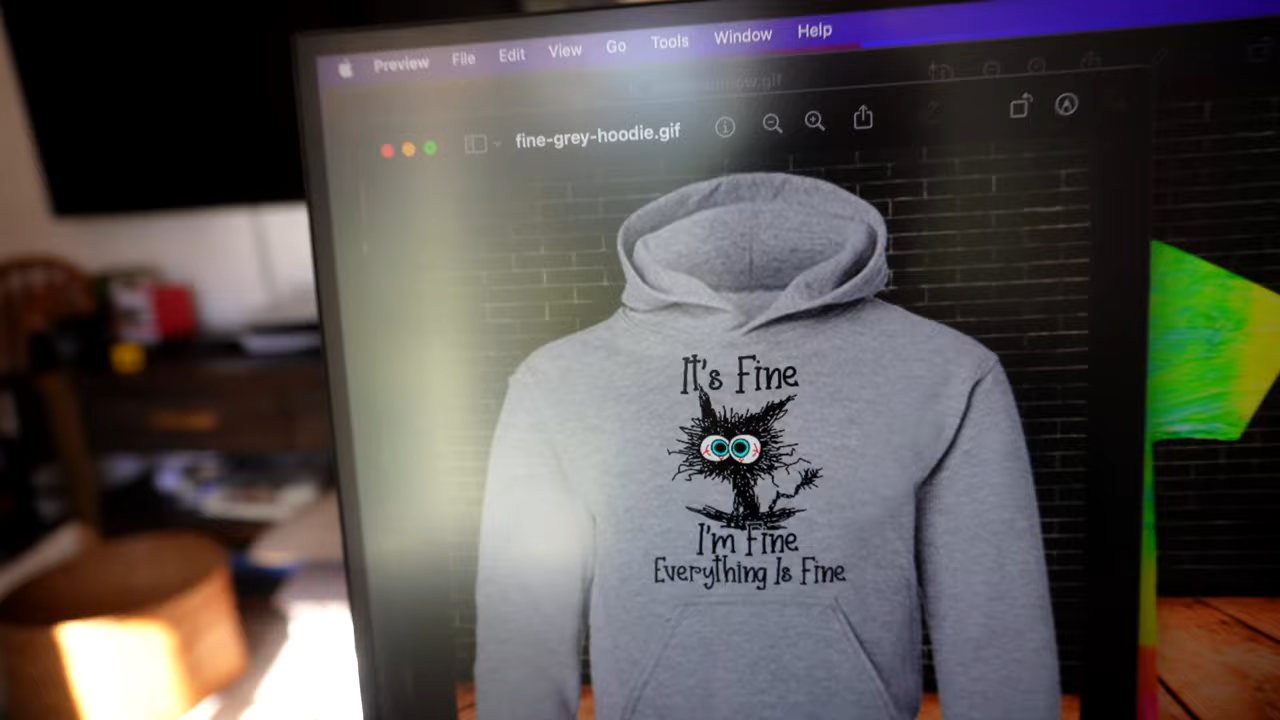 Preview File Edit View Go Tools Window Help
fine-grey-hoodie.gif
It's Fine
I'm Fine
Everything Is Fine